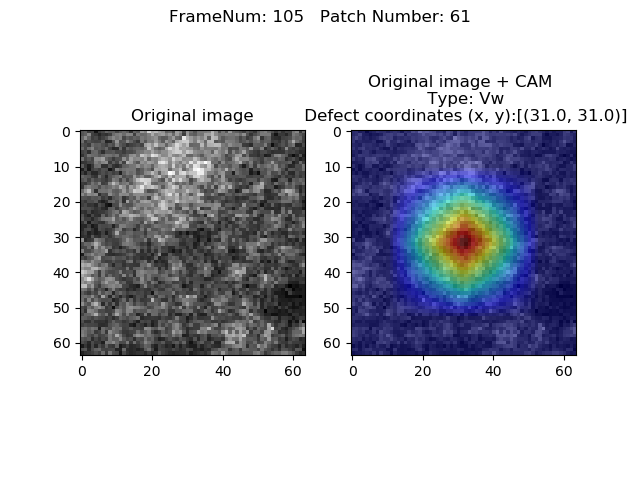 FrameNum: 105   Patch Number: 61
Original image
0
10
20
30
40
50
60
0 20 40 60
Original image + CAM
Type: Vw
Defect coordinates (x, y):[(31.0, 31.0)]
0
10
20
30
40
50
60
0 20 40 60